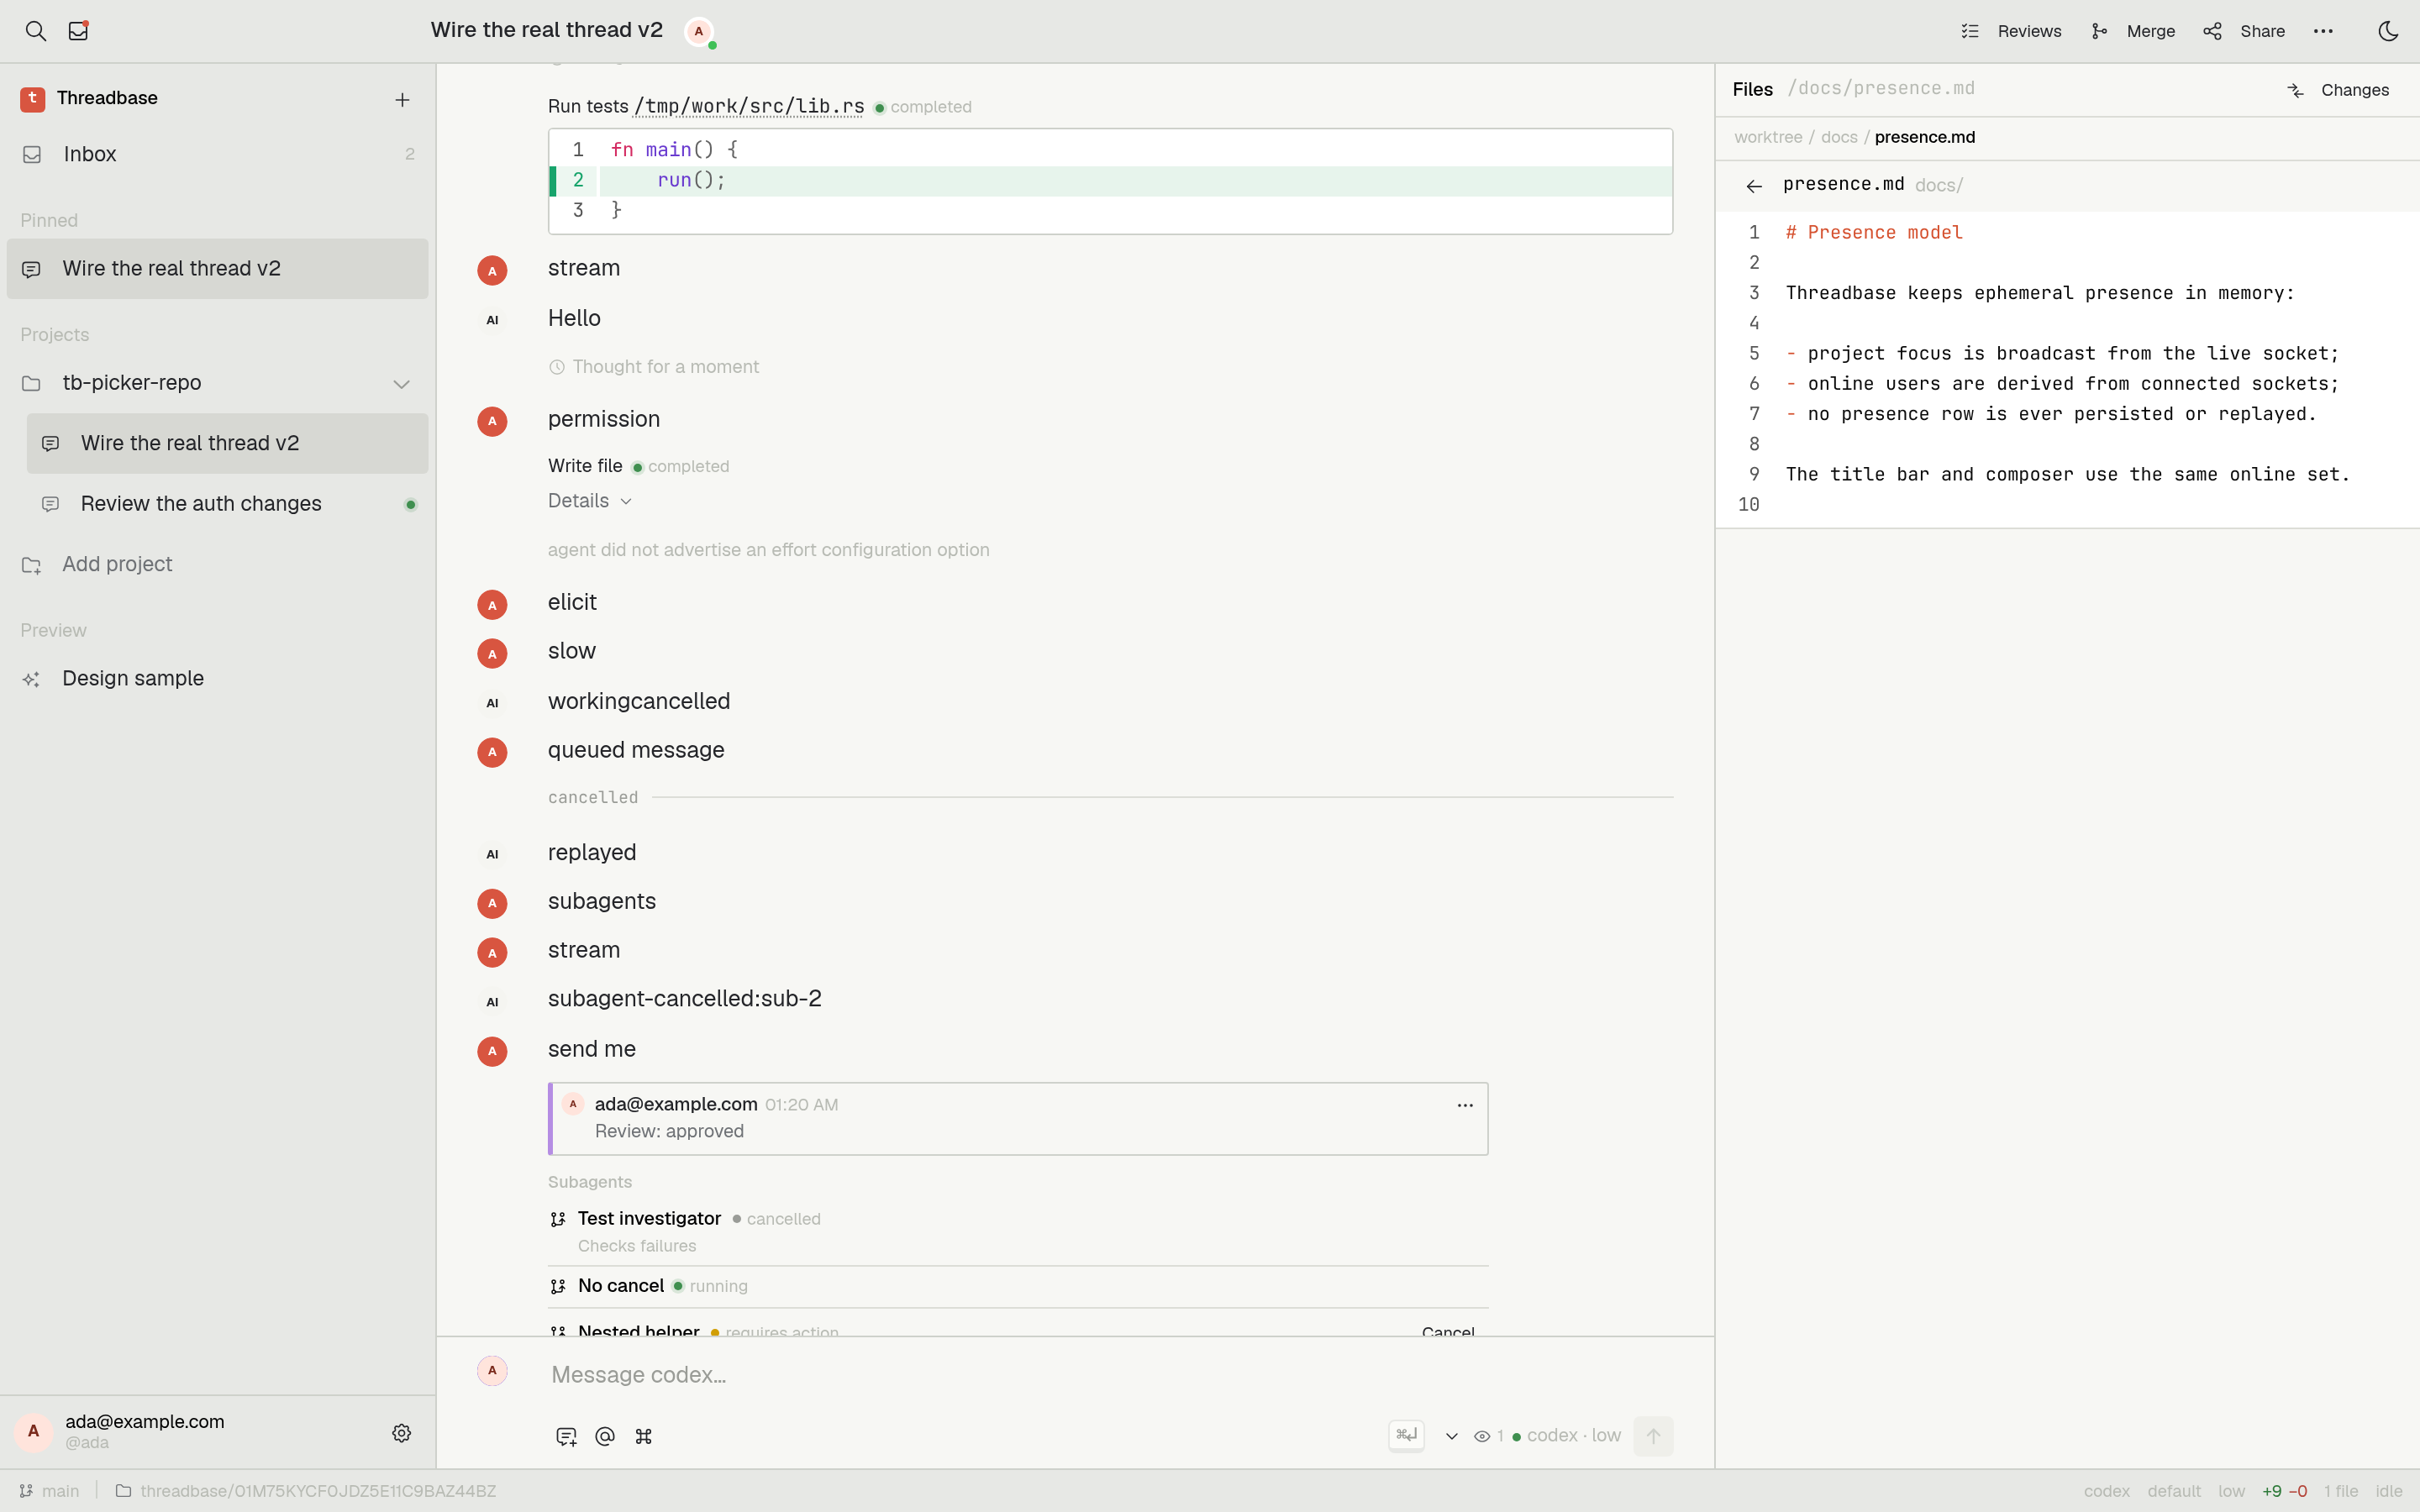 Wire the real thread v2
A
Reviews
Merge
Share
t
Threadbase
Inbox
2
Pinned
Wire the real thread v2
Projects
tb-picker-repo
Wire the real thread v2
Review the auth changes
Add project
Preview
Design sample
A
ada@example.com
@ada
Run tests /tmp/work/src/lib.rs completed
1 fn main() {
2 run();
3 }
A stream
AI Hello
Thought for a moment
A permission
Write file completed
Details
agent did not advertise an effort configuration option
A elicit
A slow
AI workingcancelled
A queued message
cancelled
AI replayed
A subagents
A stream
AI subagent-cancelled:sub-2
A send me
A ada@example.com 01:20 AM
Review: approved
Subagents
Test investigator cancelled
Checks failures
No cancel running
Nested helper requires action Cancel
A Message codex...
1 codex · low
Files /docs/presence.md
Changes
worktree / docs / presence.md
presence.md docs/
1 # Presence model
2
3 Threadbase keeps ephemeral presence in memory:
4
5 - project focus is broadcast from the live socket;
6 - online users are derived from connected sockets;
7 - no presence row is ever persisted or replayed.
8
9 The title bar and composer use the same online set.
10
main
threadbase/01M75KYCF0JDZ5E11C9BAZ44BZ
codex default low +9 −0 1 file idle